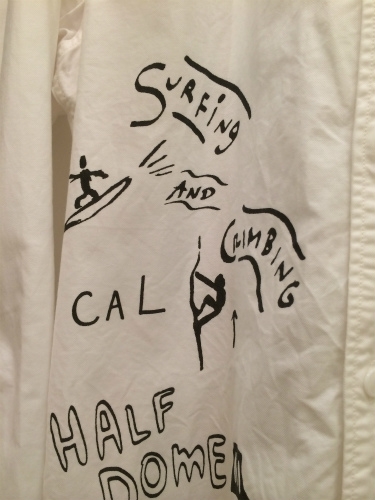 SURFiNG
AND
CLIMBING
CAL
HALF
DOME